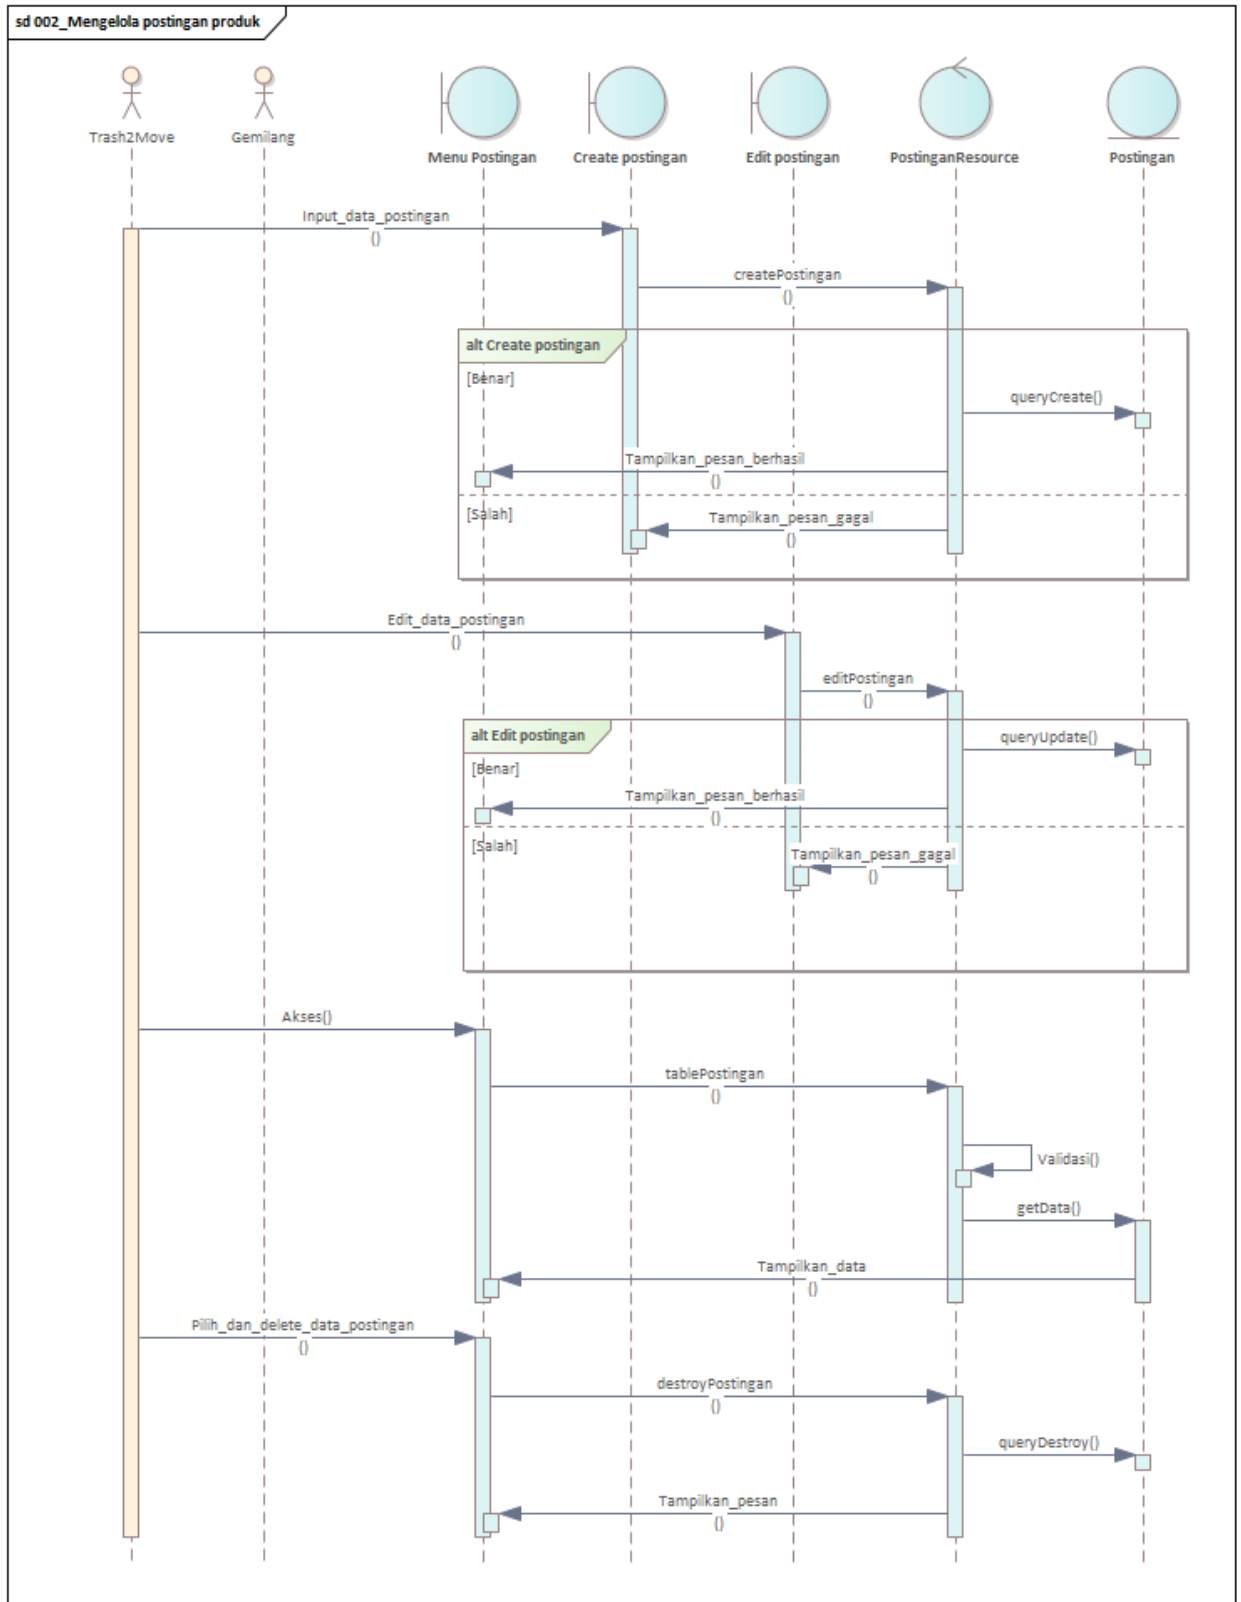 sd 002_Mengelola postingan produk
Trash2Move
Gemilang
Menu Postingan
Create postingan
Edit postingan
PostinganResource
Postingan
Input_data_postingan
()
createPostingan
()
alt Create postingan
[Benar]
queryCreate()
Tampilkan_pesan_berhasil
()
[Salah]
Tampilkan_pesan_gagal
()
Edit_data_postingan
()
editPostingan
()
alt Edit postingan
queryUpdate()
[Benar]
Tampilkan_pesan_berhasil
()
[Salah]
Tampilkan_pesan_gagal
()
Akses()
tablePostingan
()
Validasi()
getData()
Tampilkan_data
()
Pilih_dan_delete_data_postingan
()
destroyPostingan
()
queryDestroy()
Tampilkan_pesan
()